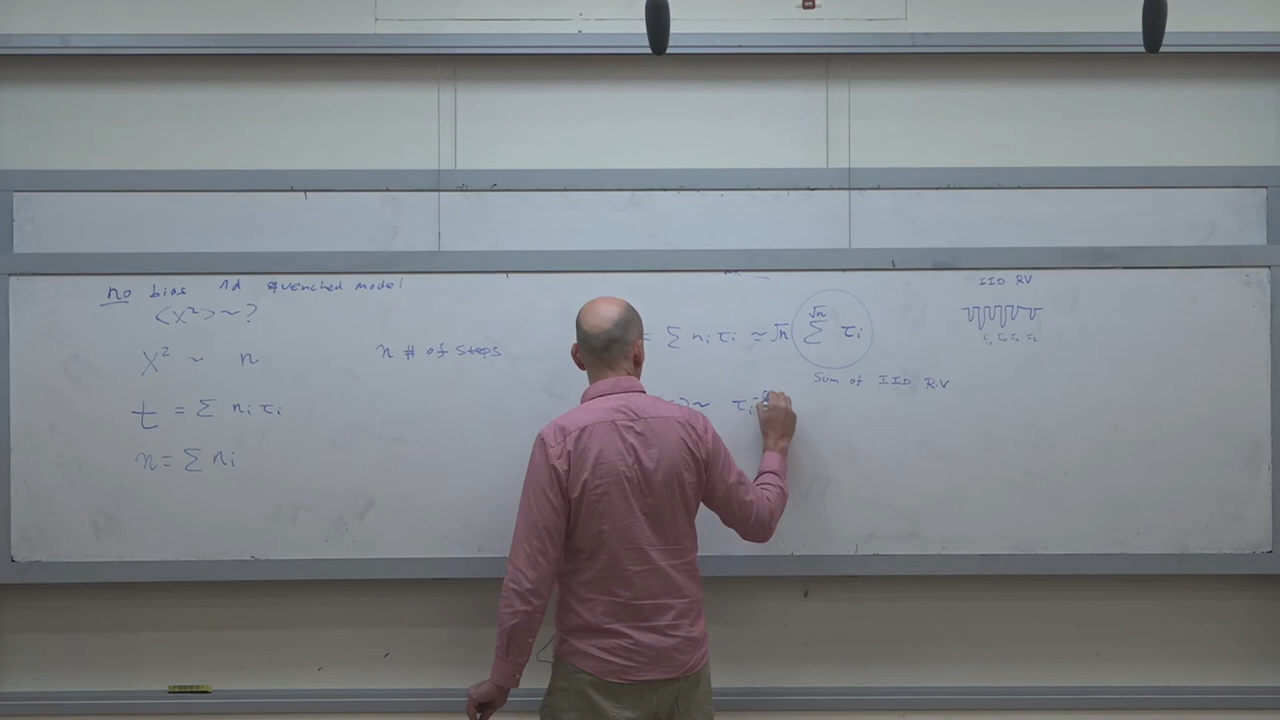 no bias 1d quenched model
<x²> ~ ?
x² ~ n
n # of steps
t = Σ nᵢ τᵢ
n = Σ nᵢ
= Σ nᵢ τᵢ ≃ √n Σ^√n τᵢ
Sum of IID R.V
) ~ τᵢ
IID RV